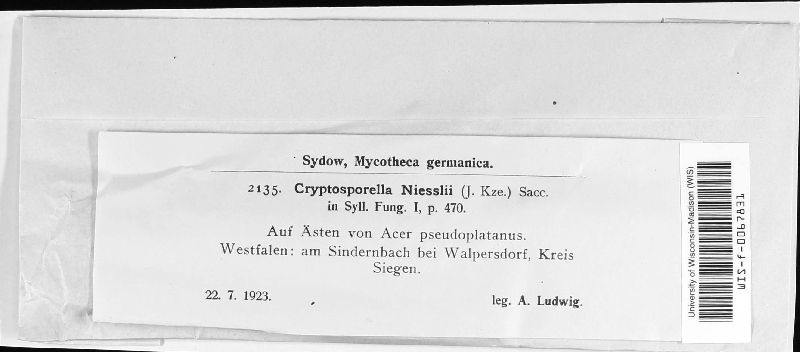 Sydow, Mycotheca germanica.
2135. Cryptosporella Niesslii (J. Kze.) Sacc.
in Syll. Fung. I, p. 470.
Auf Ästen von Acer pseudoplatanus.
Westfalen: am Sindernbach bei Walpersdorf, Kreis
Siegen.
22. 7. 1923. leg. A. Ludwig.
University of Wisconsin-Madison (WIS)
WIS-f-0067831